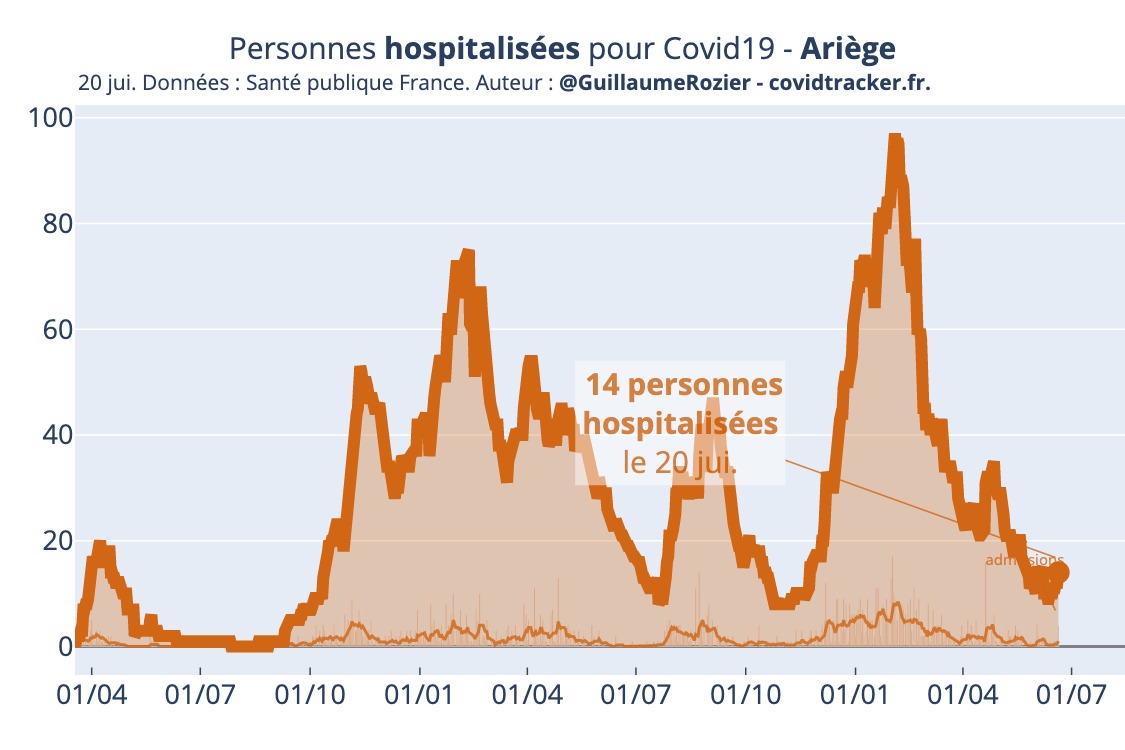 Personnes hospitalisées pour Covid19 - Ariège
20 jui. Données : Santé publique France. Auteur : @GuillaumeRozier - covidtracker.fr.
100
80
60
40
20
0
14 personnes
hospitalisées
le 20 jui.
admissions
01/04 01/07 01/10 01/01 01/04 01/07 01/10 01/01 01/04 01/07